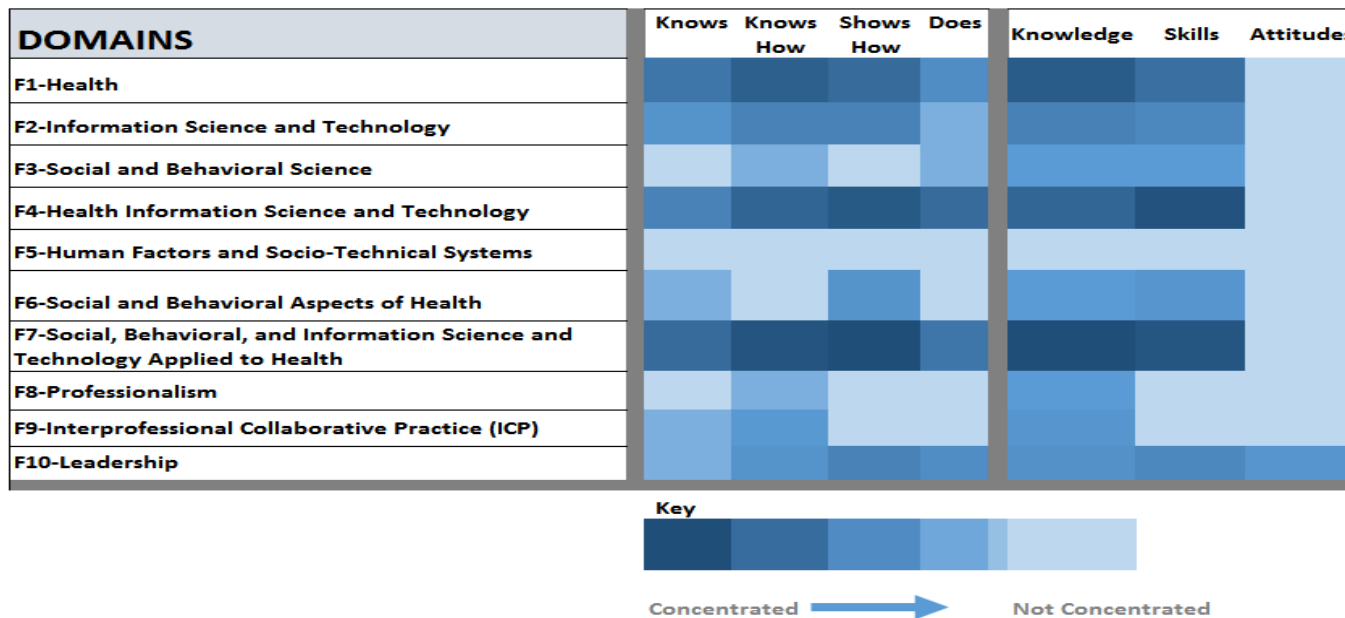 DOMAINS
Knows Knows How Shows How Does Knowledge Skills Attitudes
F1-Health
F2-Information Science and Technology
F3-Social and Behavioral Science
F4-Health Information Science and Technology
F5-Human Factors and Socio-Technical Systems
F6-Social and Behavioral Aspects of Health
F7-Social, Behavioral, and Information Science and
Technology Applied to Health
F8-Professionalism
F9-Interprofessional Collaborative Practice (ICP)
F10-Leadership
Key
Concentrated Not Concentrated